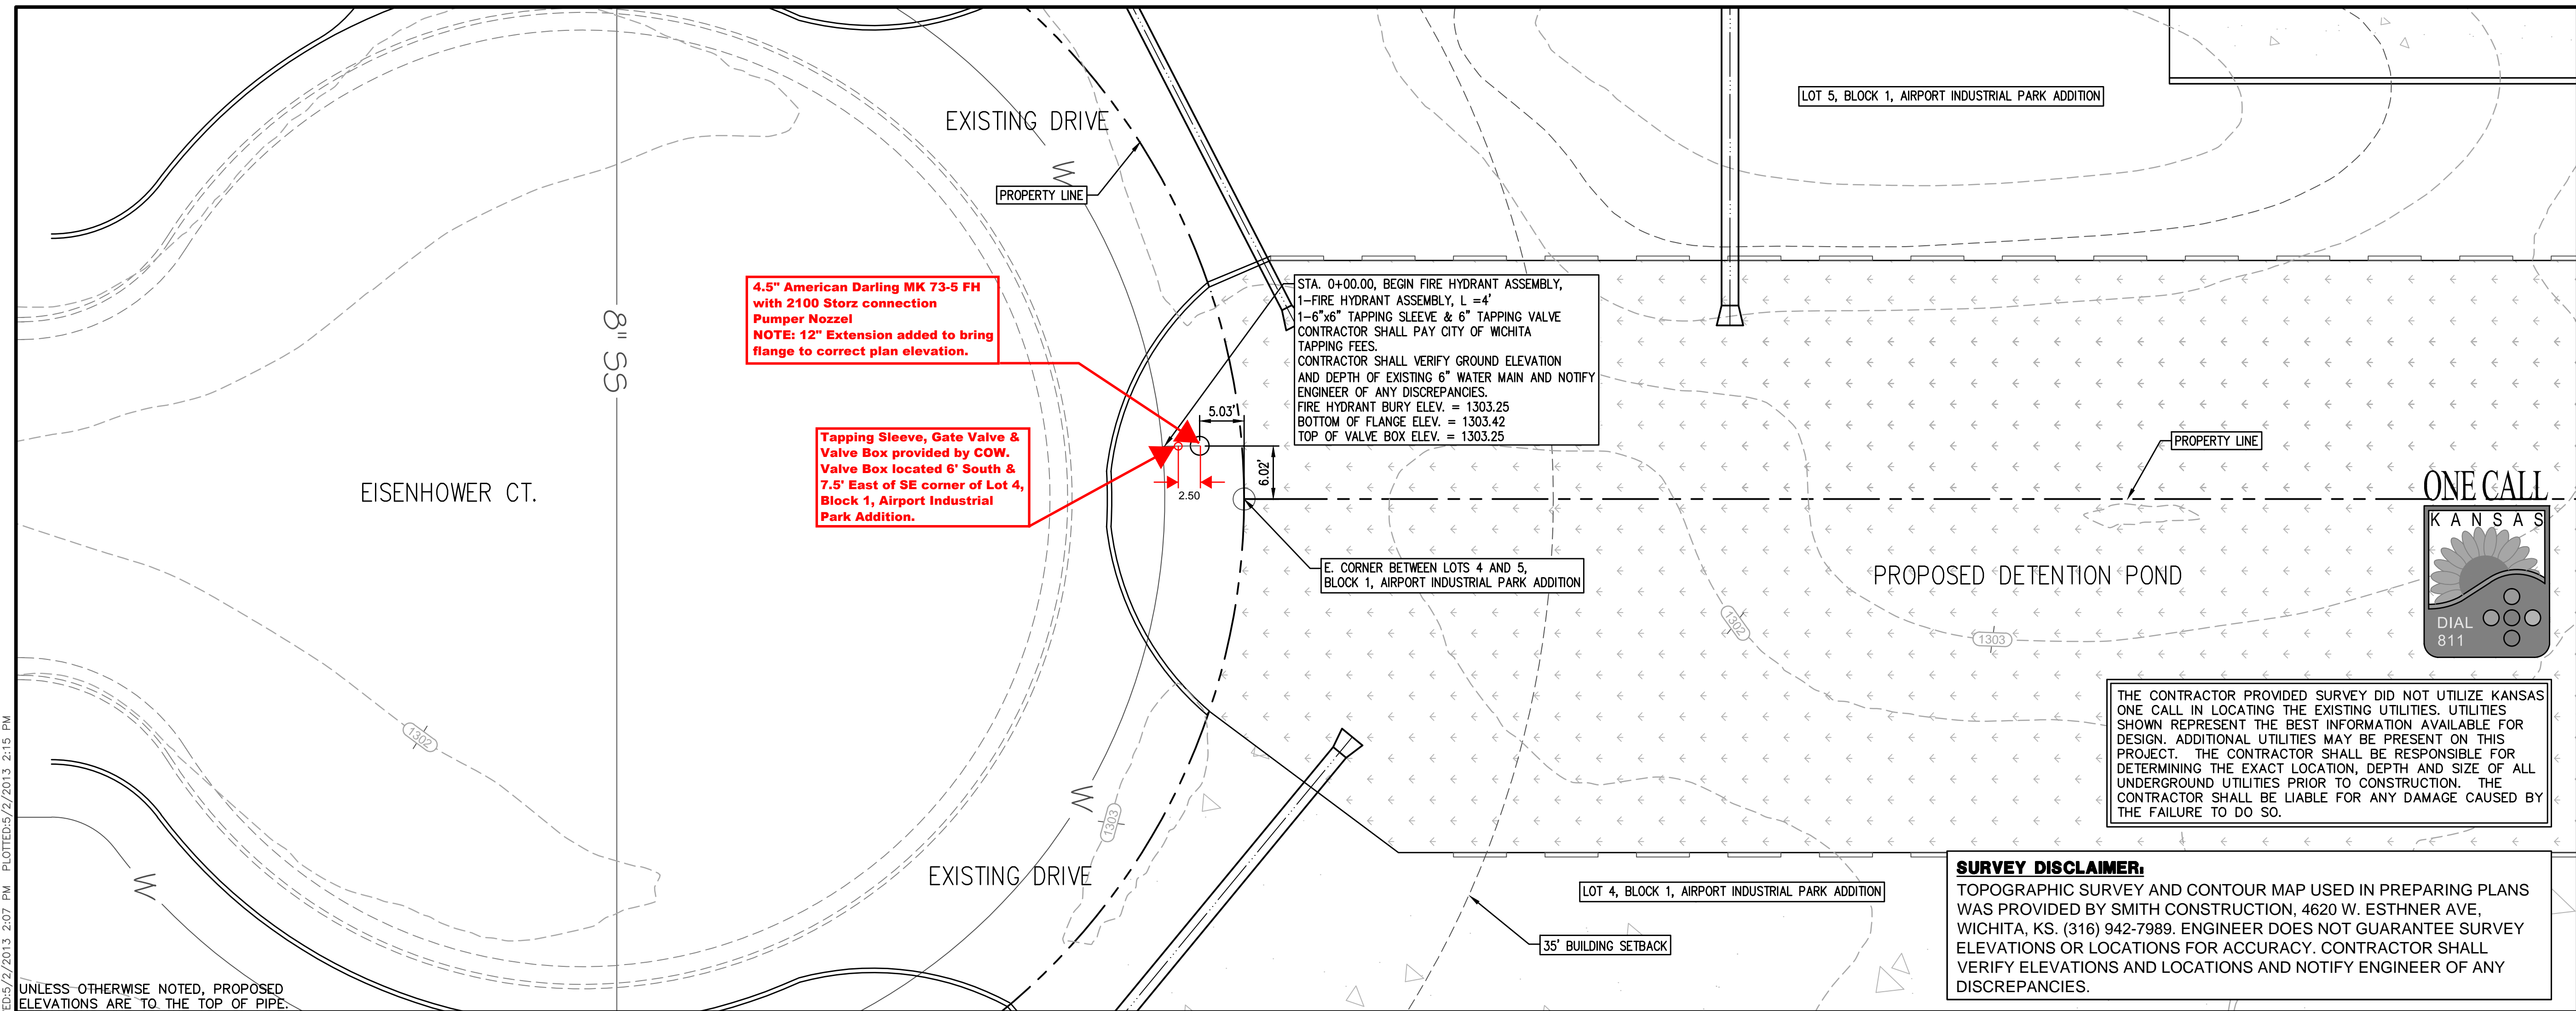 EXISTING DRIVE
W
PROPERTY LINE
LOT 5, BLOCK 1, AIRPORT INDUSTRIAL PARK ADDITION
4.5" American Darling MK 73-5 FH
with 2100 Storz connection
Pumper Nozzel
NOTE: 12" Extension added to bring
flange to correct plan elevation.
8" SS
STA. 0+00.00, BEGIN FIRE HYDRANT ASSEMBLY,
1-FIRE HYDRANT ASSEMBLY, L =4'
1-6"x6" TAPPING SLEEVE & 6" TAPPING VALVE
CONTRACTOR SHALL PAY CITY OF WICHITA
TAPPING FEES.
CONTRACTOR SHALL VERIFY GROUND ELEVATION
AND DEPTH OF EXISTING 6" WATER MAIN AND NOTIFY
ENGINEER OF ANY DISCREPANCIES.
FIRE HYDRANT BURY ELEV. = 1303.25
BOTTOM OF FLANGE ELEV. = 1303.42
TOP OF VALVE BOX ELEV. = 1303.25
5.03'
6.02'
2.50
Tapping Sleeve, Gate Valve &
Valve Box provided by COW.
Valve Box located 6' South &
7.5' East of SE corner of Lot 4,
Block 1, Airport Industrial
Park Addition.
EISENHOWER CT.
PROPERTY LINE
ONE CALL
KANSAS
DIAL
811
E. CORNER BETWEEN LOTS 4 AND 5,
BLOCK 1, AIRPORT INDUSTRIAL PARK ADDITION
PROPOSED DETENTION POND
1302
1303
1302
1303
W
W
EXISTING DRIVE
THE CONTRACTOR PROVIDED SURVEY DID NOT UTILIZE KANSAS
ONE CALL IN LOCATING THE EXISTING UTILITIES. UTILITIES
SHOWN REPRESENT THE BEST INFORMATION AVAILABLE FOR
DESIGN. ADDITIONAL UTILITIES MAY BE PRESENT ON THIS
PROJECT. THE CONTRACTOR SHALL BE RESPONSIBLE FOR
DETERMINING THE EXACT LOCATION, DEPTH AND SIZE OF ALL
UNDERGROUND UTILITIES PRIOR TO CONSTRUCTION. THE
CONTRACTOR SHALL BE LIABLE FOR ANY DAMAGE CAUSED BY
THE FAILURE TO DO SO.
LOT 4, BLOCK 1, AIRPORT INDUSTRIAL PARK ADDITION
35' BUILDING SETBACK
SURVEY DISCLAIMER:
TOPOGRAPHIC SURVEY AND CONTOUR MAP USED IN PREPARING PLANS
WAS PROVIDED BY SMITH CONSTRUCTION, 4620 W. ESTHNER AVE,
WICHITA, KS. (316) 942-7989. ENGINEER DOES NOT GUARANTEE SURVEY
ELEVATIONS OR LOCATIONS FOR ACCURACY. CONTRACTOR SHALL
VERIFY ELEVATIONS AND LOCATIONS AND NOTIFY ENGINEER OF ANY
DISCREPANCIES.
UNLESS OTHERWISE NOTED, PROPOSED
ELEVATIONS ARE TO THE TOP OF PIPE.
5/2/2013 2:07 PM PLOTTED:5/2/2013 2:15 PM